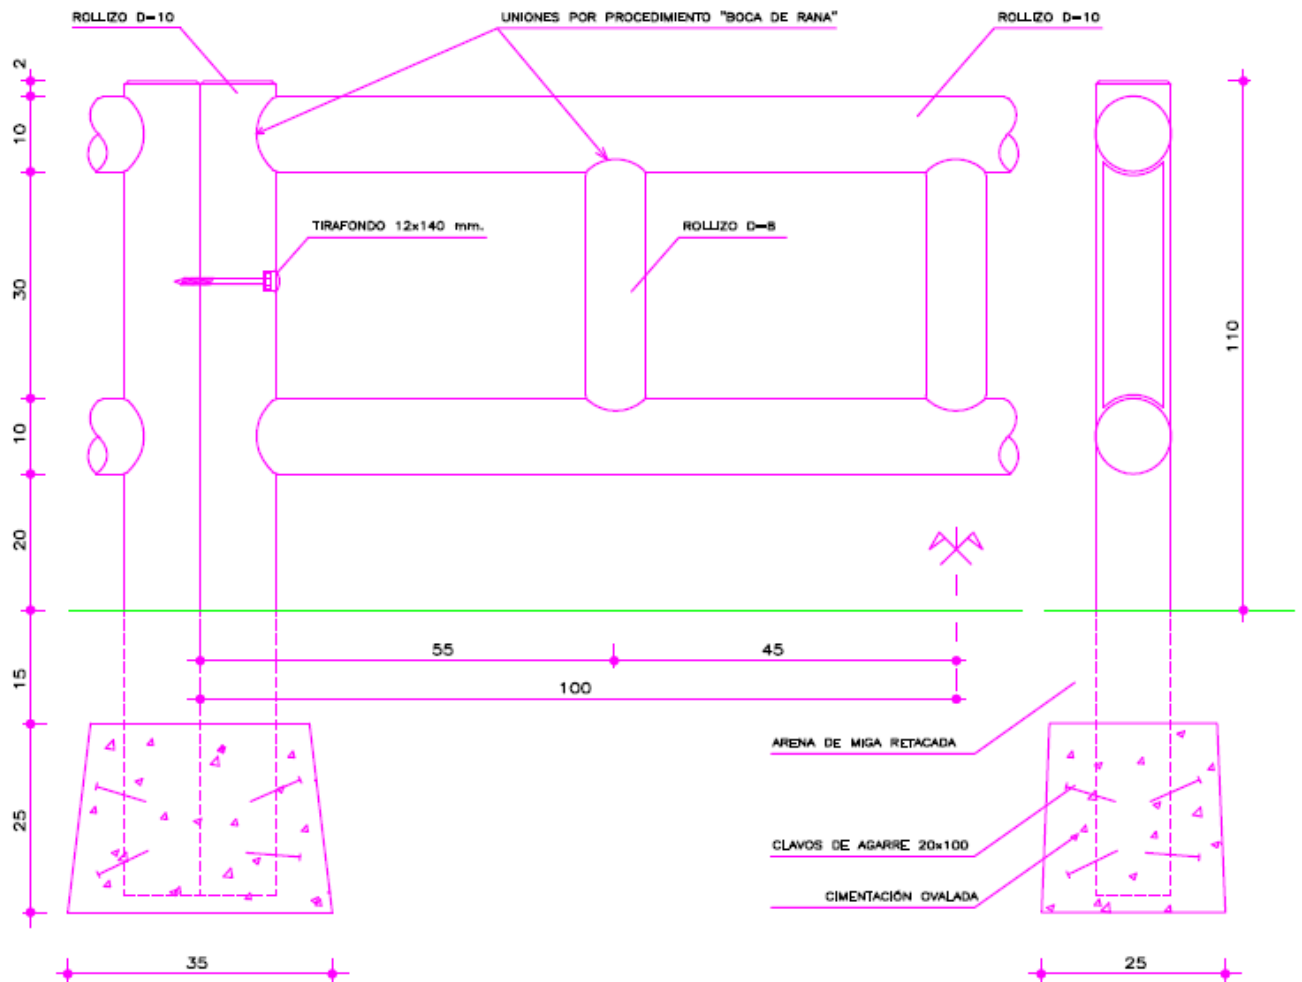 ROLLIZO D-10
UNIONES POR PROCEDIMIENTO "BOCA DE RANA"
ROLLIZO D-10
2
10
TIRAFONDO 12x140 mm.
ROLLIZO D-8
30
110
10
20
55
45
15
100
ARENA DE MIGA RETACADA
25
CLAVOS DE AGARRE 20x100
CIMENTACIÓN OVALADA
35
25